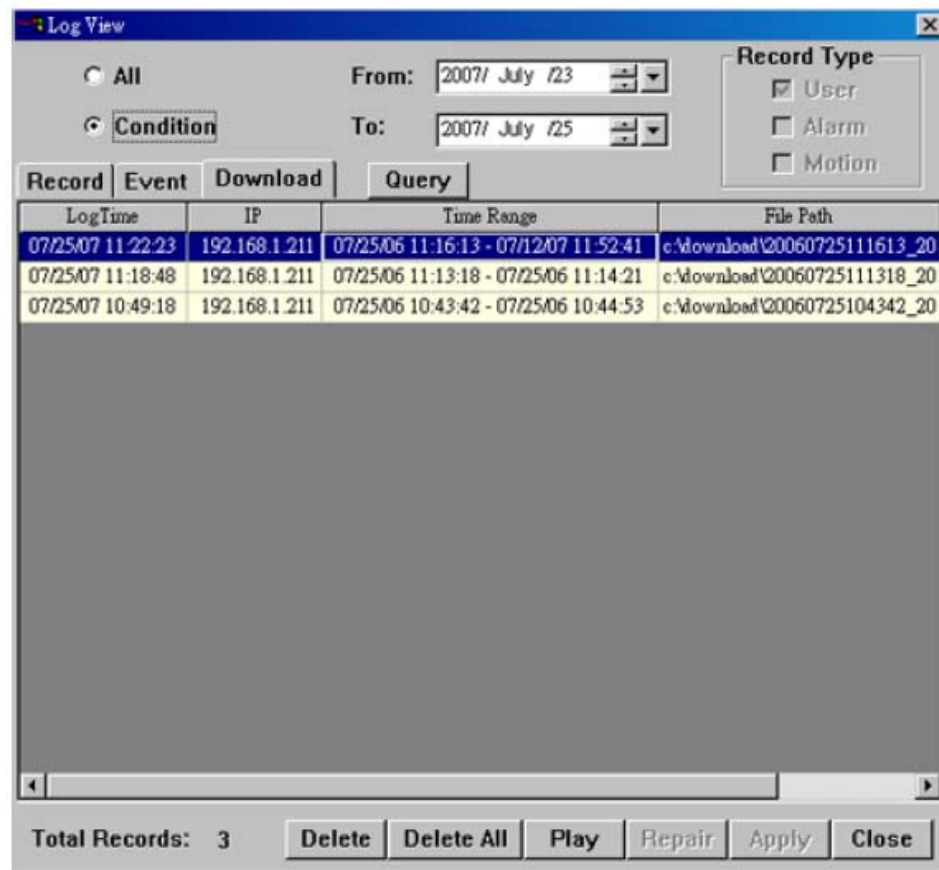 Log View
All
From: 2007/ July /23
Record Type
User
Condition
To: 2007/ July /25
Alarm
Motion
Record Event Download Query
LogTime IP Time Range File Path
07/25/07 11:22:23 192.168.1.211 07/25/06 11:16:13 - 07/12/07 11:52:41 c:\download\20060725111613_20
07/25/07 11:18:48 192.168.1.211 07/25/06 11:13:18 - 07/25/06 11:14:21 c:\download\20060725111318_20
07/25/07 10:49:18 192.168.1.211 07/25/06 10:43:42 - 07/25/06 10:44:53 c:\download\20060725104342_20
Total Records: 3 Delete Delete All Play Repair Apply Close